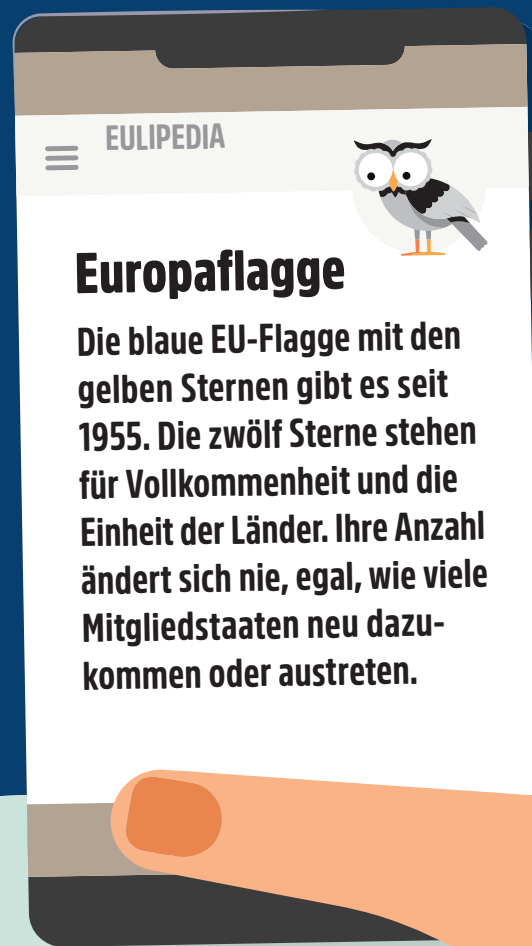 EULIPEDIA
Europaflagge
Die blaue EU-Flagge mit den
gelben Sternen gibt es seit
1955. Die zwölf Sterne stehen
für Vollkommenheit und die
Einheit der Länder. Ihre Anzahl
ändert sich nie, egal, wie viele
Mitgliedstaaten neu dazu-
kommen oder austreten.